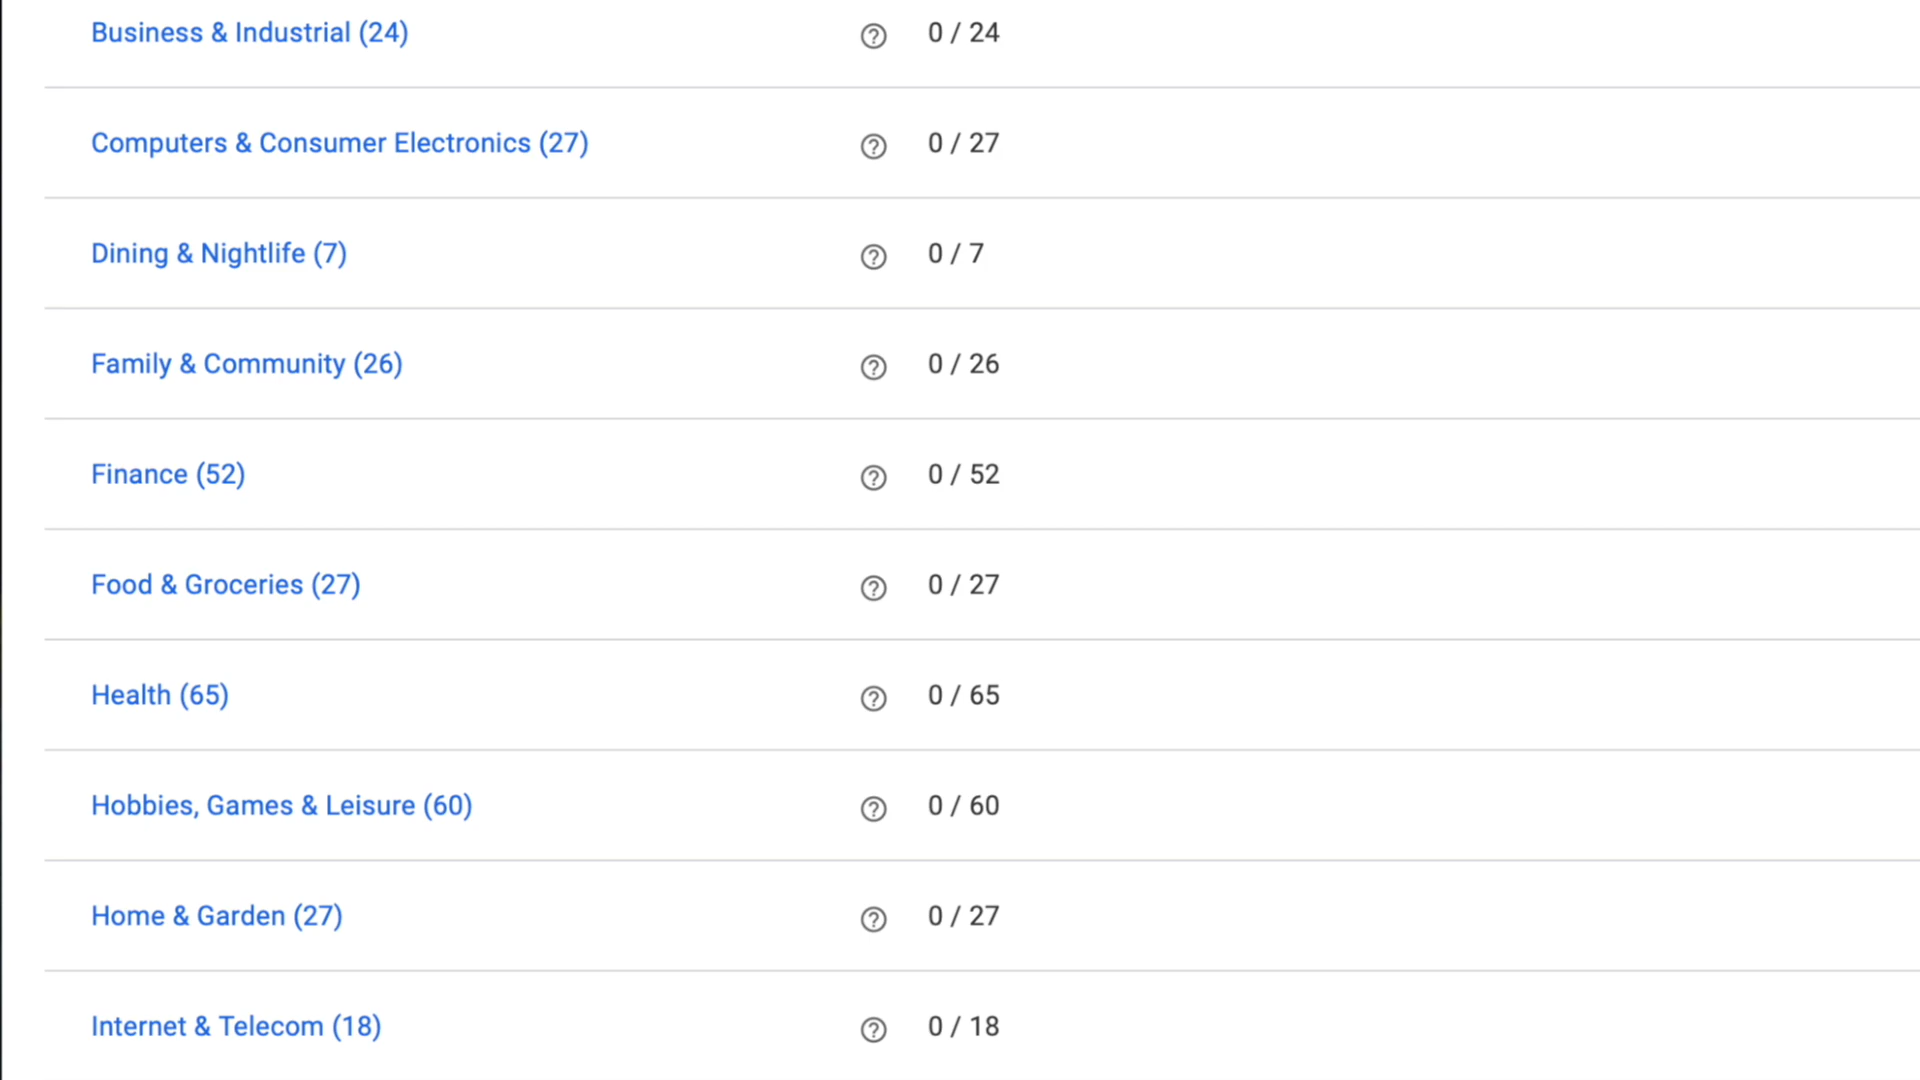 Business & Industrial (24) 0 / 24
Computers & Consumer Electronics (27) 0 / 27
Dining & Nightlife (7) 0 / 7
Family & Community (26) 0 / 26
Finance (52) 0 / 52
Food & Groceries (27) 0 / 27
Health (65) 0 / 65
Hobbies, Games & Leisure (60) 0 / 60
Home & Garden (27) 0 / 27
Internet & Telecom (18) 0 / 18